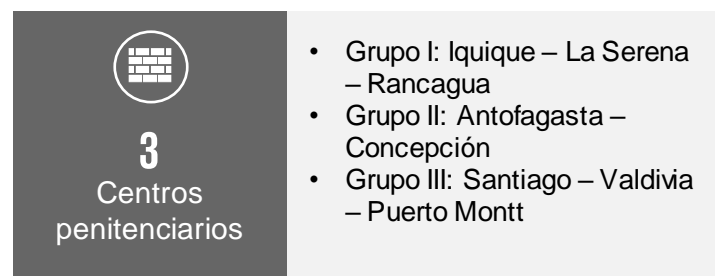 3
Centros
penitenciarios
• Grupo I: Iquique – La Serena
– Rancagua
• Grupo II: Antofagasta –
Concepción
• Grupo III: Santiago – Valdivia
– Puerto Montt